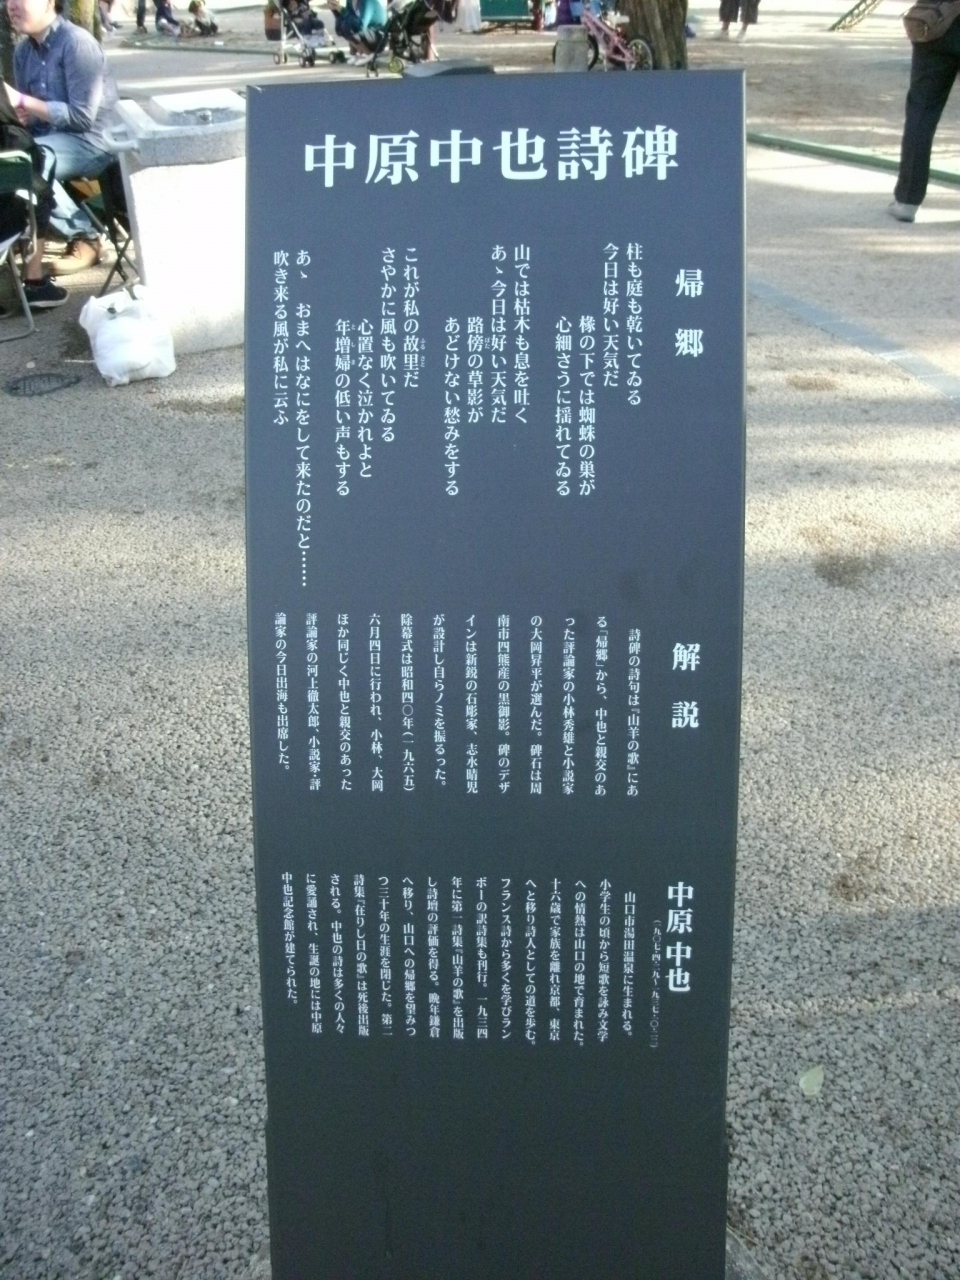 中原中也詩碑
帰郷
柱も庭も乾いてゐる
今日は好い天気だ
椽の下では蜘蛛の巣が
心細さうに揺れてゐる
山では枯木も息を吐く
あゝ今日は好い天気だ
路傍の草影が
あどけない愁みをする
これが私の故里だ
さやかに風も吹いてゐる
心置なく泣かれよと
年増婦の低い声もする
あゝ　おまへはなにをして来たのだと……
吹き来る風が私に云ふ
解説
詩碑の詩句は『山羊の歌』にあ
る「帰郷」から、中也と親交のあ
った評論家の小林秀雄と小説家
の大岡昇平が選んだ。碑石は周
南市四熊産の黒御影。碑のデザ
インは新鋭の石彫家、志水晴児
が設計し自らノミを振るった。
除幕式は昭和四〇年(一九六五)
六月四日に行われ、小林、大岡
ほか同じく中也と親交のあった
評論家の河上徹太郎、小説家・評
論家の今日出海も出席した。
中原中也
山口市湯田温泉に生まれる。
小学生の頃から短歌を詠み文学
への情熱は山口の地で育まれた。
十六歳で家族を離れ京都、東京
へと移り詩人としての道を歩む。
フランス詩から多くを学びラン
ボーの訳詩集も刊行。一九三四
年に第一詩集『山羊の歌』を出版
し詩壇の評価を得る。晩年鎌倉
へ移り、山口への帰郷を望みつ
つ三十年の生涯を閉じた。第二
詩集『在りし日の歌』は死後出版
される。中也の詩は多くの人々
に愛誦され、生誕の地には中原
中也記念館が建てられた。